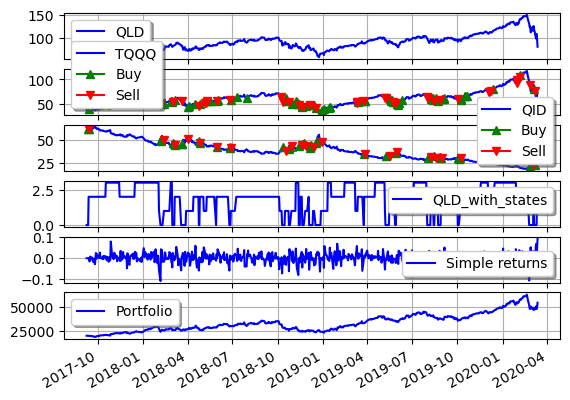 150
100
QLD
TQQQ
Buy
Sell
100
50
QID
Buy
Sell
50
25
2.5
0.0
QLD_with_states
0.1
0.0
-0.1
Simple returns
50000
25000
Portfolio
2017-10
2018-01
2018-04
2018-07
2018-10
2019-01
2019-04
2019-07
2019-10
2020-01
2020-04